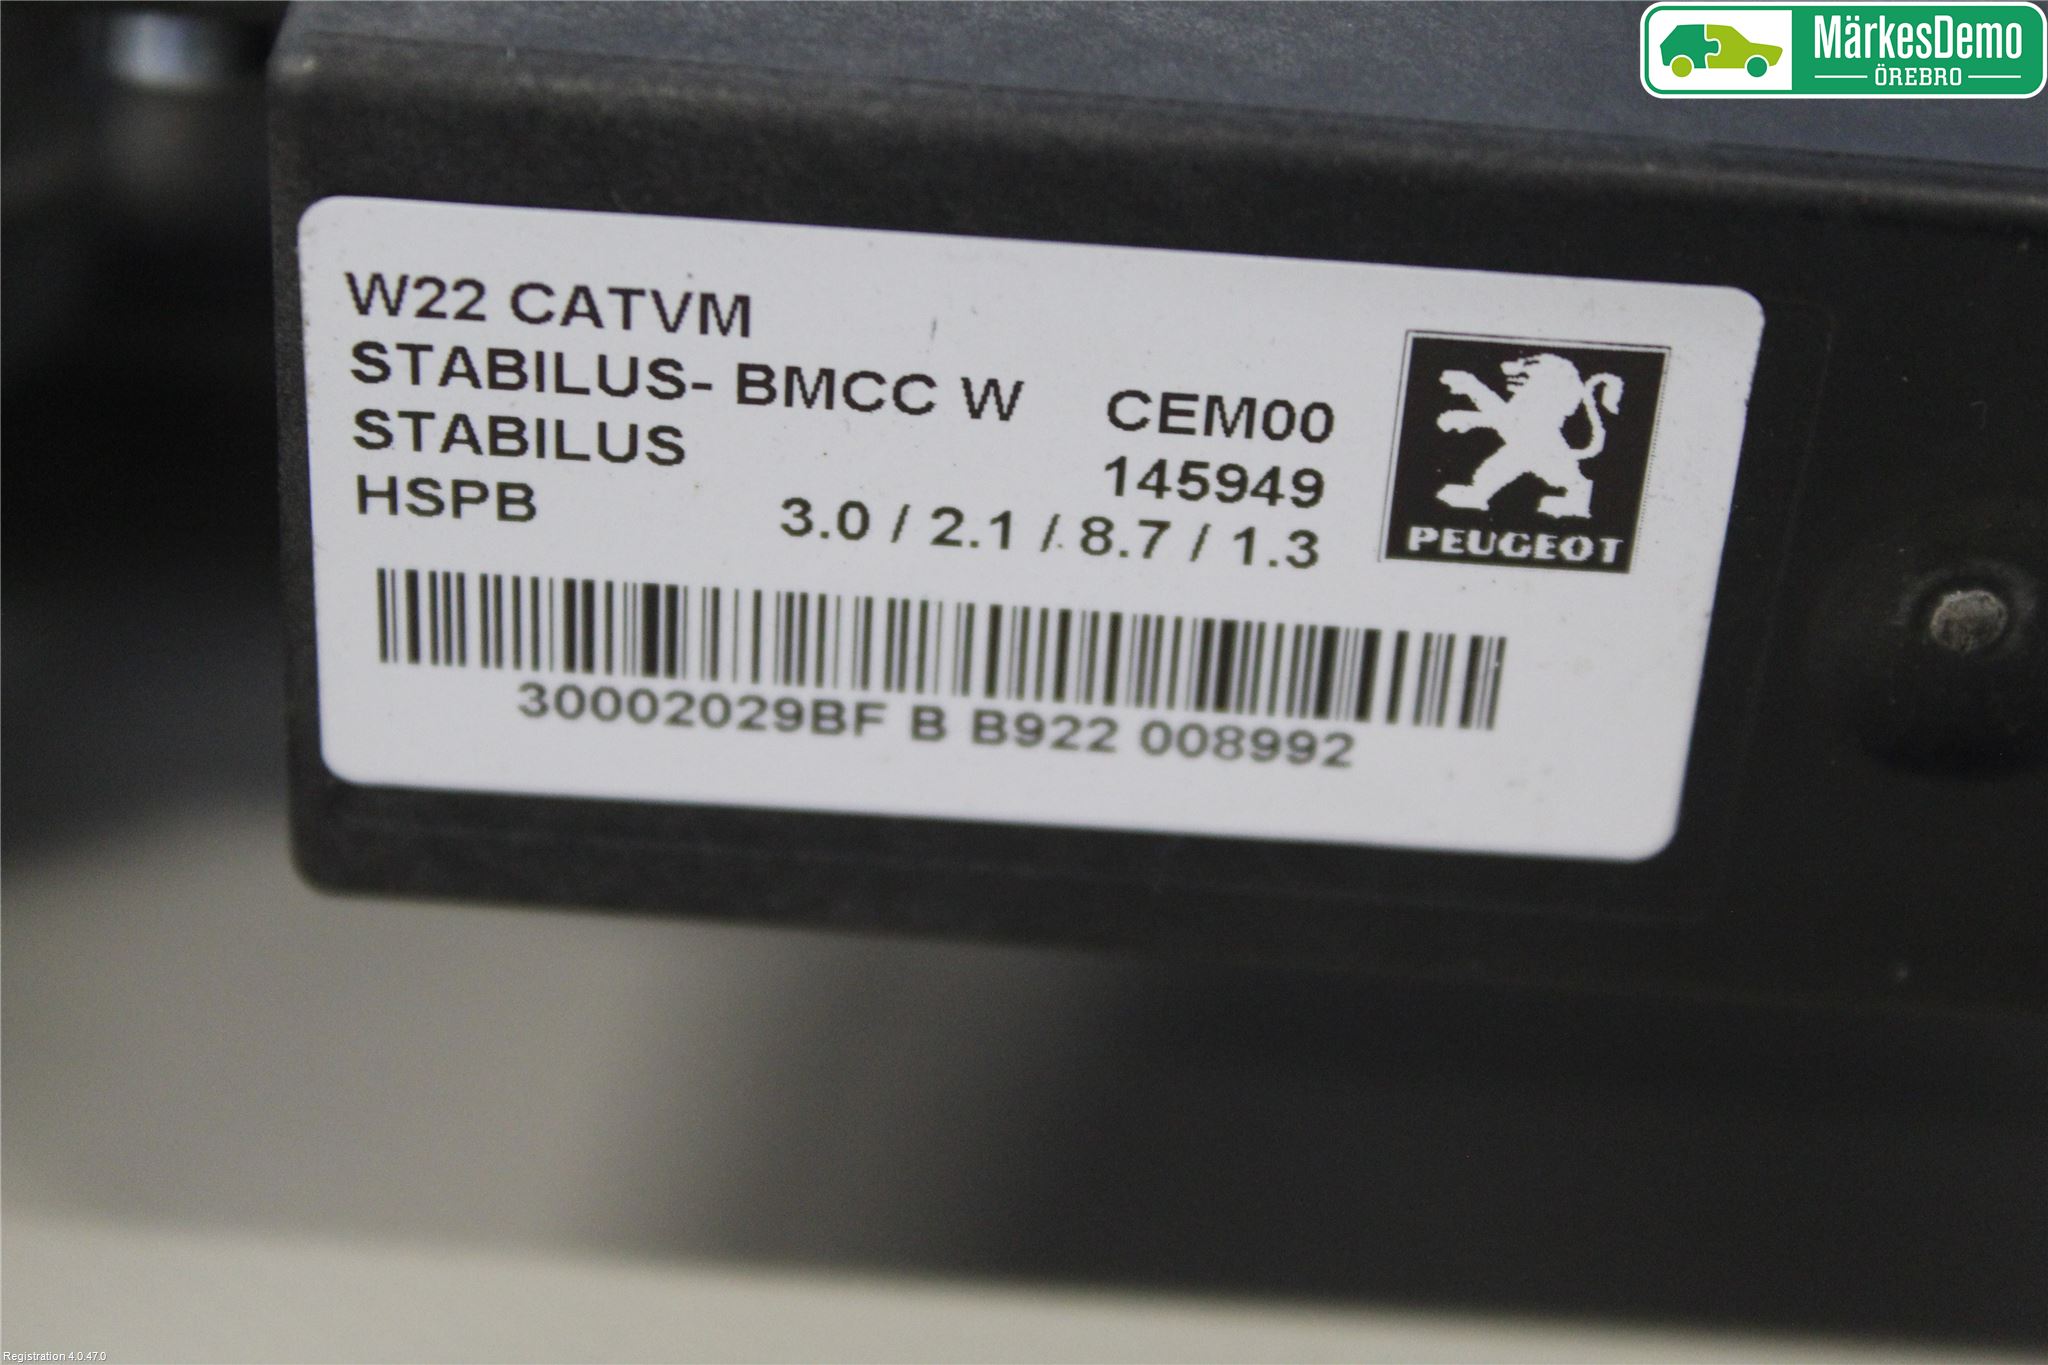 MärkesDemo
ÖREBRO
W22 CATVM
STABILUS- BMCC W CEM00
STABILUS 145949
HSPB 3.0 / 2.1 / 8.7 / 1.3
PEUGEOT
30002029BF B B922 008992
Registration 4.0.47.0